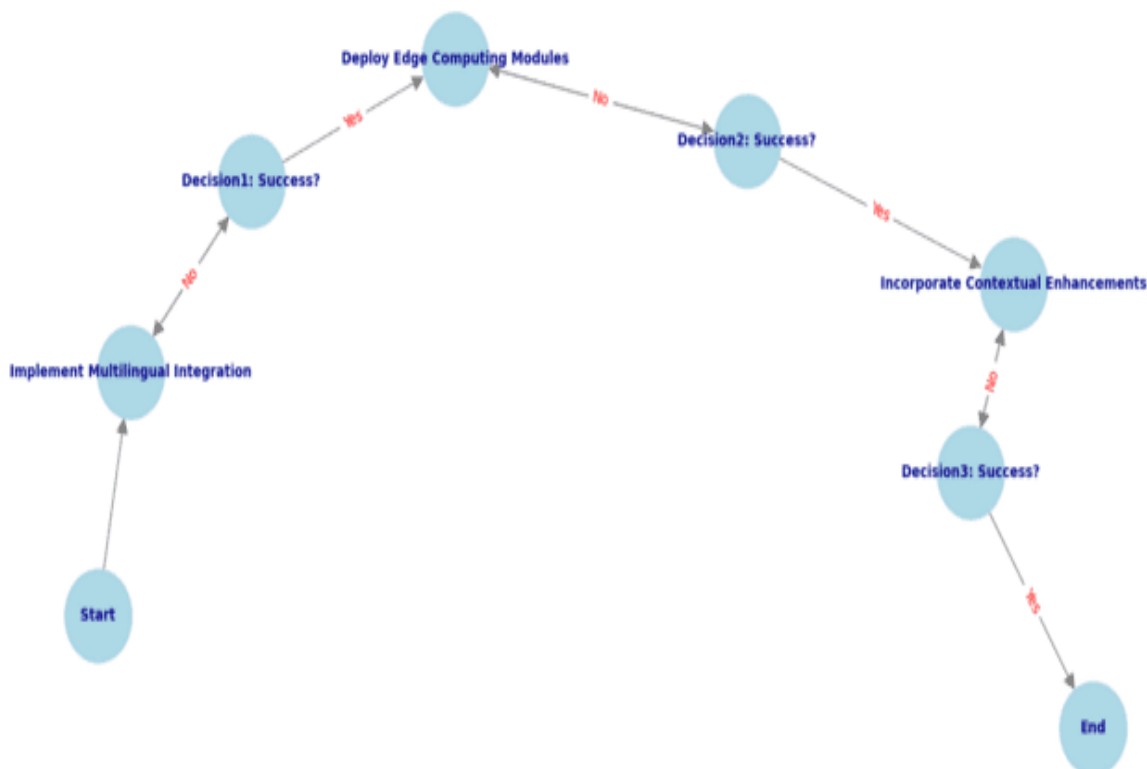 Deploy Edge Computing Modules
No
Yes
Decision2: Success?
Decision1: Success?
Yes
No
Incorporate Contextual Enhancements
Implement Multilingual Integration
No
Decision3: Success?
Yes
Start
End